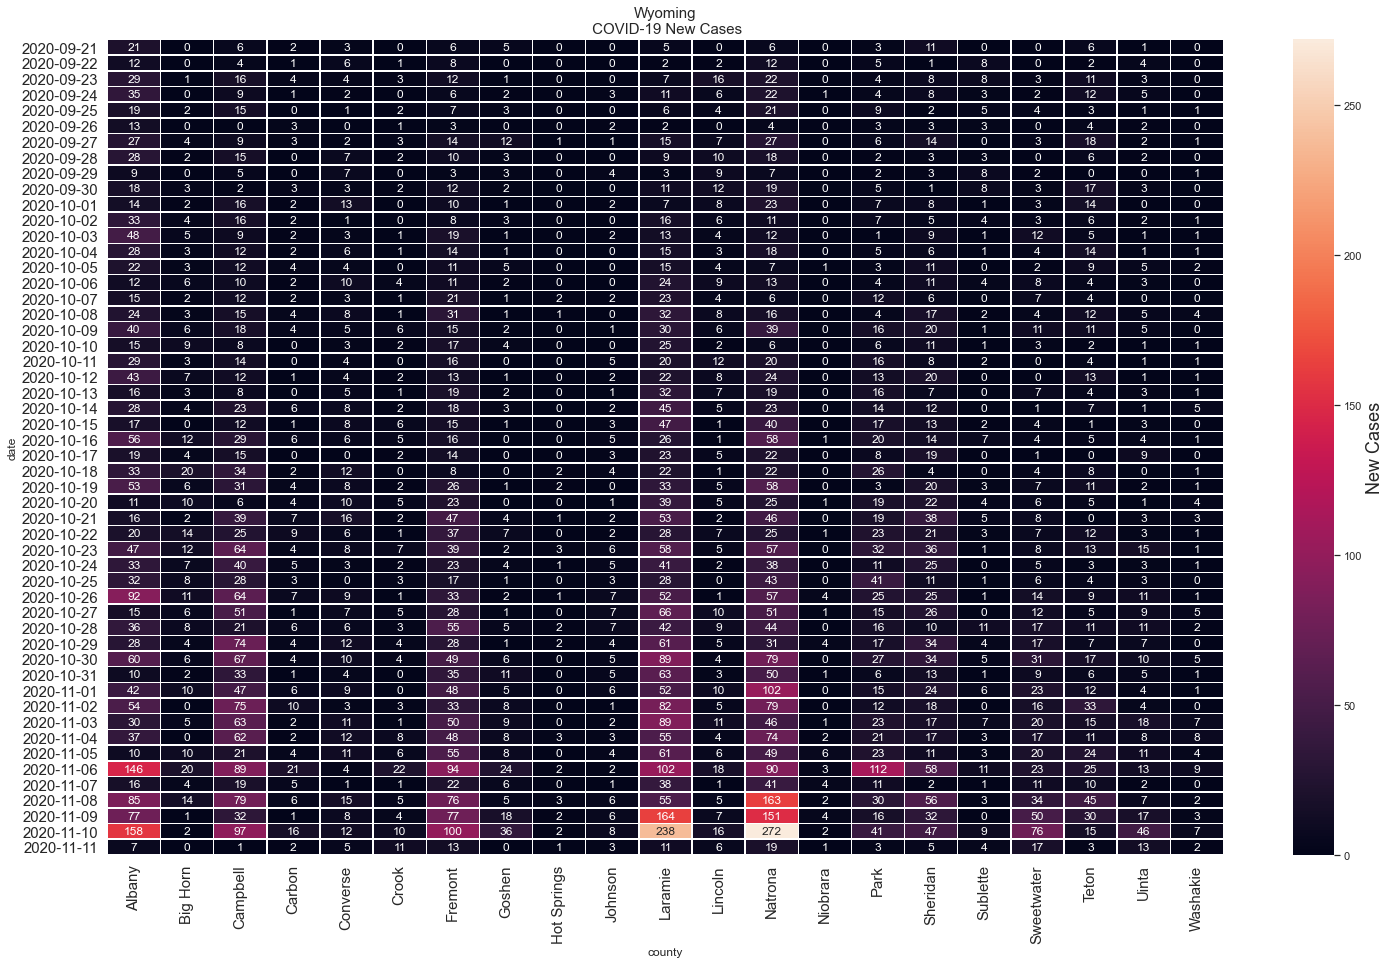 Wyoming
COVID-19 New Cases
2020-09-21 21 0 6 2 3 0 6 5 0 0 5 0 6 0 3 11 0 0 6 1 0
2020-09-22 12 0 4 1 6 1 8 0 0 0 2 2 12 0 5 1 8 0 2 4 0
2020-09-23 29 1 16 4 4 3 12 1 0 0 7 16 22 0 4 8 8 3 11 3 0
2020-09-24 35 0 9 1 2 0 6 2 0 3 11 6 22 1 4 8 3 2 12 5 0
2020-09-25 19 2 15 0 1 2 7 3 0 0 6 4 21 0 9 2 5 4 3 1 1
2020-09-26 13 0 0 3 0 1 3 0 0 2 2 0 4 0 3 3 3 0 4 2 0
2020-09-27 27 4 9 3 2 3 14 12 1 1 15 7 27 0 6 14 0 3 18 2 1
2020-09-28 28 2 15 0 7 2 10 3 0 0 9 10 18 0 2 3 3 0 6 2 0
2020-09-29 9 0 5 0 7 0 3 3 0 4 3 9 7 0 2 3 8 2 0 0 1
2020-09-30 18 3 2 3 3 2 12 2 0 0 11 12 19 0 5 1 8 3 17 3 0
2020-10-01 14 2 16 2 13 0 10 1 0 2 7 8 23 0 7 8 1 3 14 0 0
2020-10-02 33 4 16 2 1 0 8 3 0 0 16 6 11 0 7 5 4 3 6 2 1
2020-10-03 48 5 9 2 3 1 19 1 0 2 13 4 12 0 1 9 1 12 5 1 1
2020-10-04 28 3 12 2 6 1 14 1 0 0 15 3 18 0 5 6 1 4 14 1 1
2020-10-05 22 3 12 4 4 0 11 5 0 0 15 4 7 1 3 11 0 2 9 5 2
2020-10-06 12 6 10 2 10 4 11 2 0 0 24 9 13 0 4 11 4 8 4 3 0
2020-10-07 15 2 12 2 3 1 21 1 2 2 23 4 6 0 12 6 0 7 4 0 0
2020-10-08 24 3 15 4 8 1 31 1 1 0 32 8 16 0 4 17 2 4 12 5 4
2020-10-09 40 6 18 4 5 6 15 2 0 1 30 6 39 0 16 20 1 11 11 5 0
2020-10-10 15 9 8 0 3 2 17 4 0 0 25 2 6 0 6 11 1 3 2 1 1
2020-10-11 29 3 14 0 4 0 16 0 0 5 20 12 20 0 16 8 2 0 4 1 1
2020-10-12 43 7 12 1 4 2 13 1 0 2 22 8 24 0 13 20 0 0 13 1 1
2020-10-13 16 3 8 0 5 1 19 2 0 1 32 7 19 0 16 7 0 7 4 3 1
2020-10-14 28 4 23 6 8 2 18 3 0 2 45 5 23 0 14 12 0 1 7 1 5
2020-10-15 17 0 12 1 8 6 15 1 0 3 47 1 40 0 17 13 2 4 1 3 0
2020-10-16 56 12 29 6 6 5 16 0 0 5 26 1 58 1 20 14 7 4 5 4 1
2020-10-17 19 4 15 0 0 2 14 0 0 3 23 5 22 0 8 19 0 1 0 9 0
2020-10-18 33 20 34 2 12 0 8 0 2 4 22 1 22 0 26 4 0 4 8 0 1
2020-10-19 53 6 31 4 8 2 26 1 2 0 33 5 58 0 3 20 3 7 11 2 1
2020-10-20 11 10 6 4 10 5 23 0 0 1 39 5 25 1 19 22 4 6 5 1 4
2020-10-21 16 2 39 7 16 2 47 4 1 2 53 2 46 0 19 38 5 8 0 3 3
2020-10-22 20 14 25 9 6 1 37 7 0 2 28 7 25 1 23 21 3 7 12 3 1
2020-10-23 47 12 64 4 8 7 39 2 3 6 58 5 57 0 32 36 1 8 13 15 1
2020-10-24 33 7 40 5 3 2 23 4 1 5 41 2 38 0 11 25 0 5 3 3 1
2020-10-25 32 8 28 3 0 3 17 1 0 3 28 0 43 0 41 11 1 6 4 3 0
2020-10-26 92 11 64 7 9 1 33 2 1 7 52 1 57 4 25 25 1 14 9 11 1
2020-10-27 15 6 51 1 7 5 28 1 0 7 66 10 51 1 15 26 0 12 5 9 5
2020-10-28 36 8 21 6 6 3 55 5 2 7 42 9 44 0 16 10 11 17 11 11 2
2020-10-29 28 4 74 4 12 4 28 1 2 4 61 5 31 4 17 34 4 17 7 7 0
2020-10-30 60 6 67 4 10 4 49 6 0 5 89 4 79 0 27 34 5 31 17 10 5
2020-10-31 10 2 33 1 4 0 35 11 0 5 63 3 50 1 6 13 1 9 6 5 1
2020-11-01 42 10 47 6 9 0 48 5 0 6 52 10 102 0 15 24 6 23 12 4 1
2020-11-02 54 0 75 10 3 3 33 8 0 1 82 5 79 0 12 18 0 16 33 4 0
2020-11-03 30 5 63 2 11 1 50 9 0 2 89 11 46 1 23 17 7 20 15 18 7
2020-11-04 37 0 62 2 12 8 48 8 3 3 55 4 74 2 21 17 3 17 11 8 8
2020-11-05 10 10 21 4 11 6 55 8 0 4 61 6 49 6 23 11 3 20 24 11 4
2020-11-06 146 20 89 21 4 22 94 24 2 2 102 18 90 3 112 58 11 23 25 13 9
2020-11-07 16 4 19 5 1 1 22 6 0 1 38 1 41 4 11 2 1 11 10 2 0
2020-11-08 85 14 79 6 15 5 76 5 3 6 55 5 163 2 30 56 3 34 45 7 2
2020-11-09 77 1 32 1 8 4 77 18 2 6 164 7 151 4 16 32 0 50 30 17 3
2020-11-10 158 2 97 16 12 10 100 36 2 8 238 16 272 2 41 47 9 76 15 46 7
2020-11-11 7 0 1 2 5 11 13 0 1 3 11 6 19 1 3 5 4 17 3 13 2
date
Albany Big Horn Campbell Carbon Converse Crook Fremont Goshen Hot Springs Johnson Laramie Lincoln Natrona Niobrara Park Sheridan Sublette Sweetwater Teton Uinta Washakie
county
250
200
150
100
50
0
New Cases